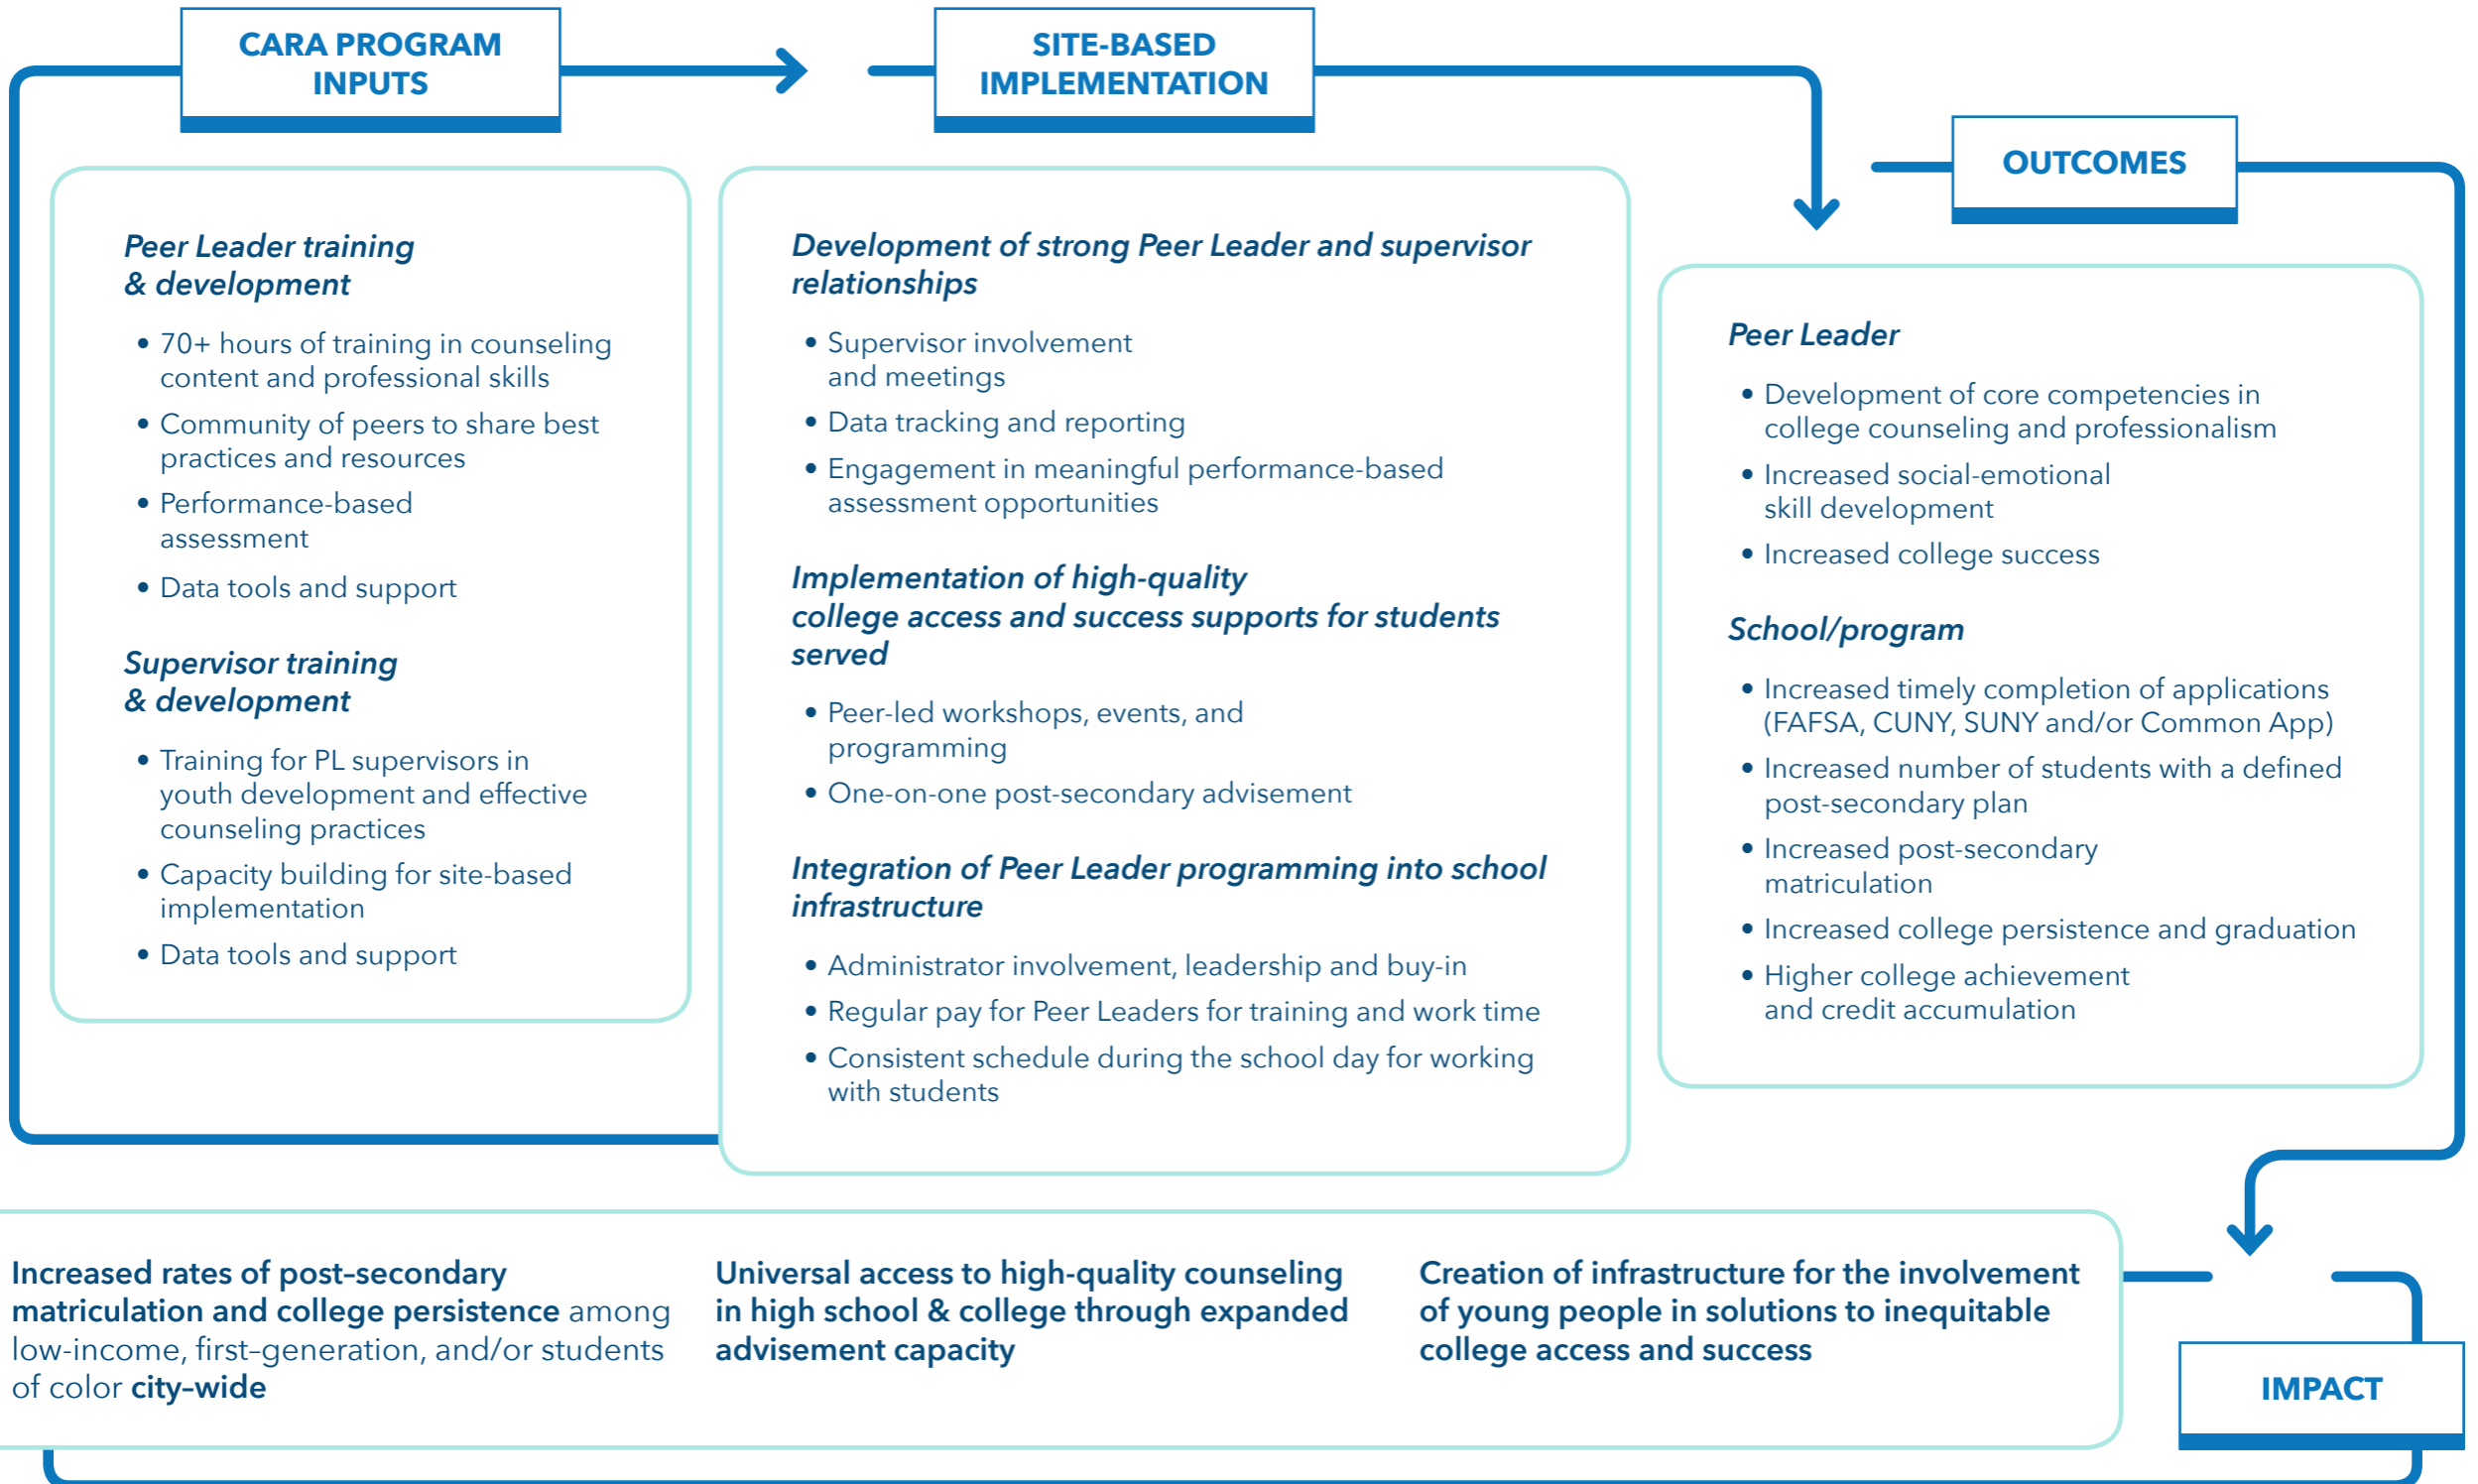 CARA PROGRAM
INPUTS
Peer Leader training
& development
• 70+ hours of training in counseling
content and professional skills
• Community of peers to share best
practices and resources
• Performance-based
assessment
• Data tools and support
Supervisor training
& development
• Training for PL supervisors in
youth development and effective
counseling practices
• Capacity building for site-based
implementation
• Data tools and support
SITE-BASED
IMPLEMENTATION
Development of strong Peer Leader and supervisor
relationships
• Supervisor involvement
and meetings
• Data tracking and reporting
• Engagement in meaningful performance-based
assessment opportunities
Implementation of high-quality
college access and success supports for students
served
• Peer-led workshops, events, and
programming
• One-on-one post-secondary advisement
Integration of Peer Leader programming into school
infrastructure
• Administrator involvement, leadership and buy-in
• Regular pay for Peer Leaders for training and work time
• Consistent schedule during the school day for working
with students
OUTCOMES
Peer Leader
• Development of core competencies in
college counseling and professionalism
• Increased social-emotional
skill development
• Increased college success
School/program
• Increased timely completion of applications
(FAFSA, CUNY, SUNY and/or Common App)
• Increased number of students with a defined
post-secondary plan
• Increased post-secondary
matriculation
• Increased college persistence and graduation
• Higher college achievement
and credit accumulation
Increased rates of post-secondary
matriculation and college persistence among
low-income, first-generation, and/or students
of color city-wide
Universal access to high-quality counseling
in high school & college through expanded
advisement capacity
Creation of infrastructure for the involvement
of young people in solutions to inequitable
college access and success
IMPACT